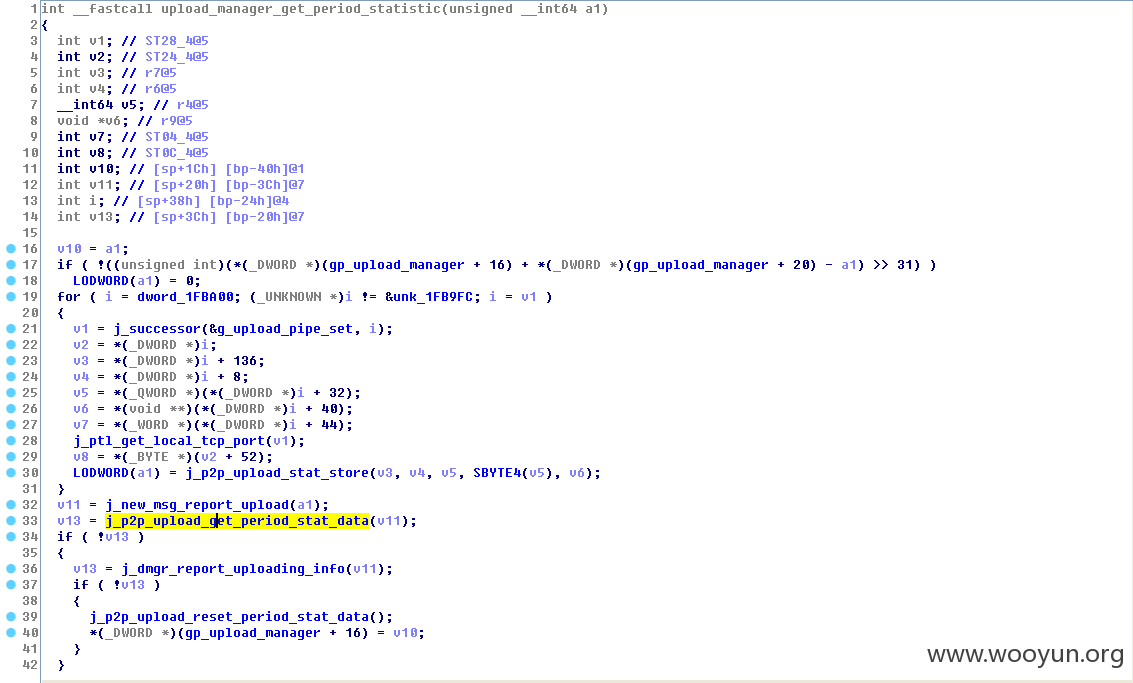 1 int __fastcall upload_manager_get_period_statistic(unsigned __int64 a1)
2 {
3 int v1; // ST28_4@5
4 int v2; // ST24_4@5
5 int v3; // r7@5
6 int v4; // r6@5
7 __int64 v5; // r4@5
8 void *v6; // r9@5
9 int v7; // ST04_4@5
10 int v8; // ST0C_4@5
11 int v10; // [sp+1Ch] [bp-40h]@1
12 int v11; // [sp+20h] [bp-3Ch]@7
13 int i; // [sp+38h] [bp-24h]@4
14 int v13; // [sp+3Ch] [bp-20h]@7
15
16 v10 = a1;
17 if ( !((unsigned int)(*(_DWORD *)(gp_upload_manager + 16) + *(_DWORD *)(gp_upload_manager + 20) - a1) >> 31) )
18 LODWORD(a1) = 0;
19 for ( i = dword_1FBA00; (_UNKNOWN *)i != &unk_1FB9FC; i = v1 )
20 {
21 v1 = j_successor(&g_upload_pipe_set, i);
22 v2 = *(_DWORD *)i;
23 v3 = *(_DWORD *)i + 136;
24 v4 = *(_DWORD *)i + 8;
25 v5 = *(_QWORD *)(*(_DWORD *)i + 32);
26 v6 = *(void **)(*(_DWORD *)i + 40);
27 v7 = *(_WORD *)(*(_DWORD *)i + 44);
28 j_ptl_get_local_tcp_port(v1);
29 v8 = *(_BYTE *)(v2 + 52);
30 LODWORD(a1) = j_p2p_upload_stat_store(v3, v4, v5, SBYTE4(v5), v6);
31 }
32 v11 = j_new_msg_report_upload(a1);
33 v13 = j_p2p_upload_get_period_stat_data(v11);
34 if ( !v13 )
35 {
36 v13 = j_dmgr_report_uploading_info(v11);
37 if ( !v13 )
38 {
39 j_p2p_upload_reset_period_stat_data();
40 *(_DWORD *)(gp_upload_manager + 16) = v10;
41 }
42 }
www.wooyun.org